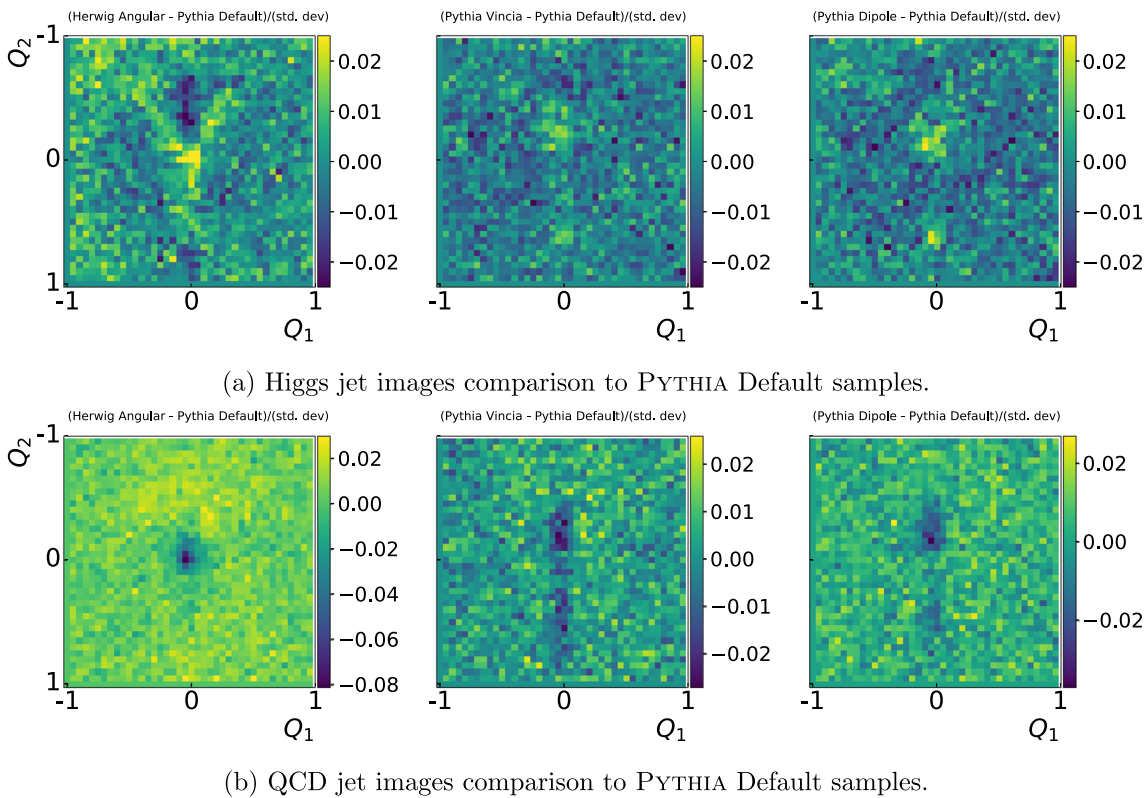 (Herwig Angular - Pythia Default)/(std. dev) (Pythia Vincia - Pythia Default)/(std. dev) (Pythia Dipole - Pythia Default)/(std. dev)
Q2
-1
0
1
-1 0 1
Q1
0.02
0.01
0.00
−0.01
−0.02
-1 0 1
Q1
0.02
0.01
0.00
−0.01
−0.02
-1 0 1
Q1
0.02
0.01
0.00
−0.01
−0.02
(a) Higgs jet images comparison to PYTHIA Default samples.
(Herwig Angular - Pythia Default)/(std. dev) (Pythia Vincia - Pythia Default)/(std. dev) (Pythia Dipole - Pythia Default)/(std. dev)
Q2
-1
0
1
-1 0 1
Q1
0.02
0.00
−0.02
−0.04
−0.06
−0.08
-1 0 1
Q1
0.02
0.01
0.00
−0.01
−0.02
-1 0 1
Q1
0.02
0.00
−0.02
(b) QCD jet images comparison to PYTHIA Default samples.